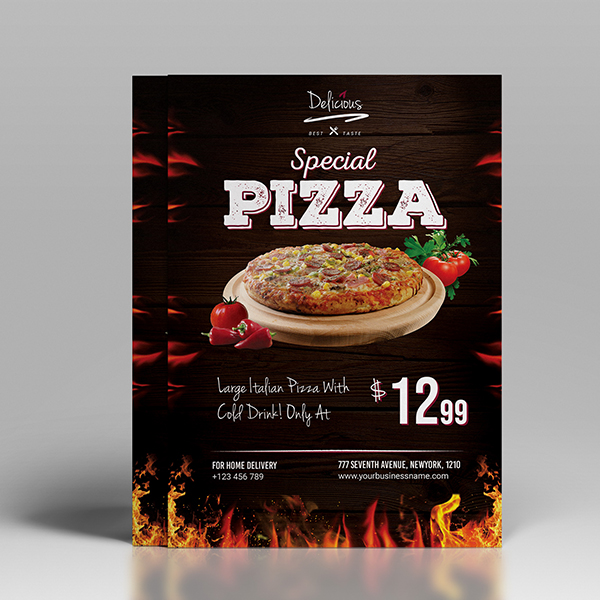 Delicious
BEST TASTE
Special
PIZZA
Large Italian Pizza With
Cold Drink! Only At
$ 12 99
FOR HOME DELIVERY
+123 456 789
777 SEVENTH AVENUE, NEWYORK, 1210
www.yourbusinessname.com